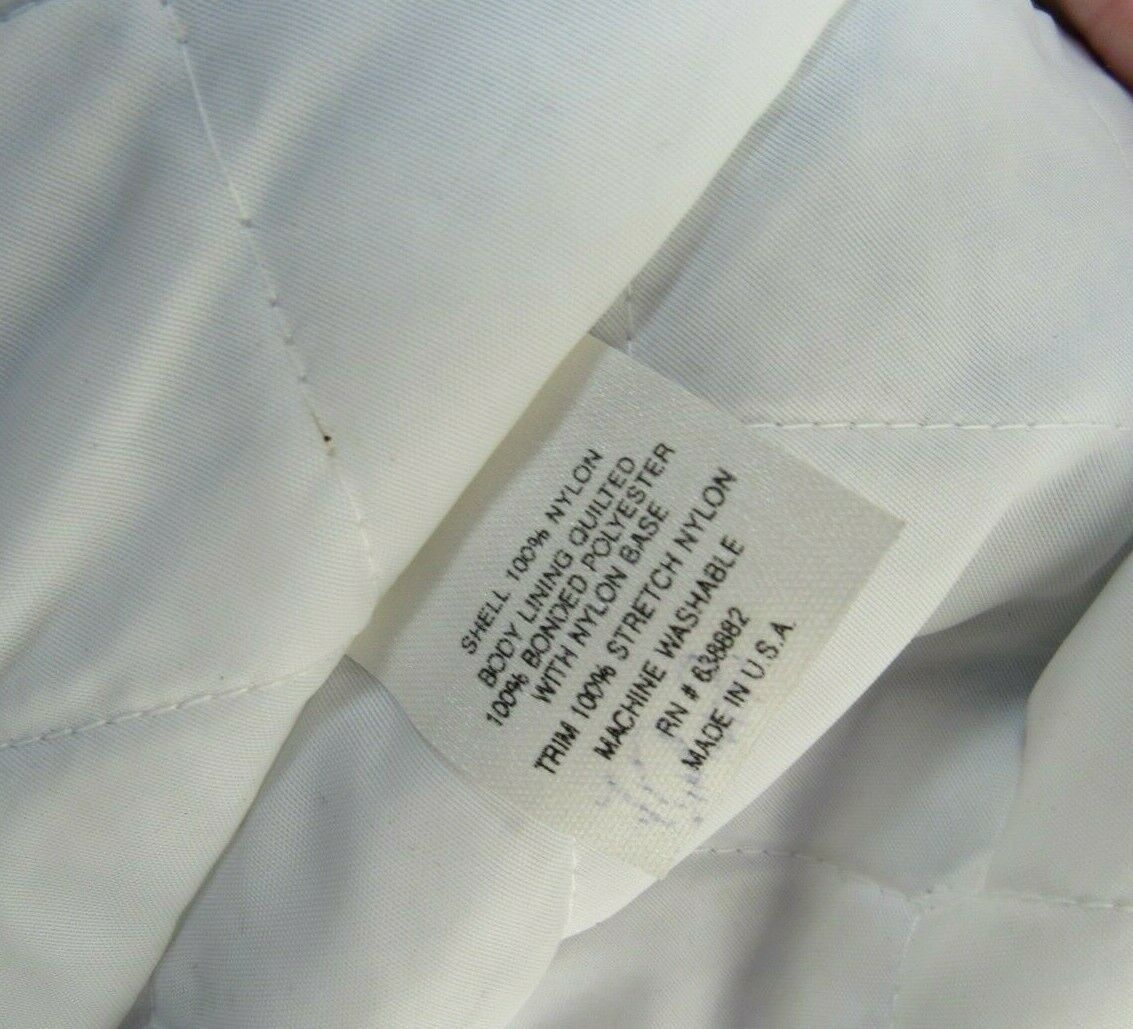 SHELL 100% NYLON
BODY LINING QUILTED
100% BONDED POLYESTER
WITH NYLON BASE
TRIM 100% STRETCH NYLON
MACHINE WASHABLE
RN # 638882
MADE IN U.S.A.